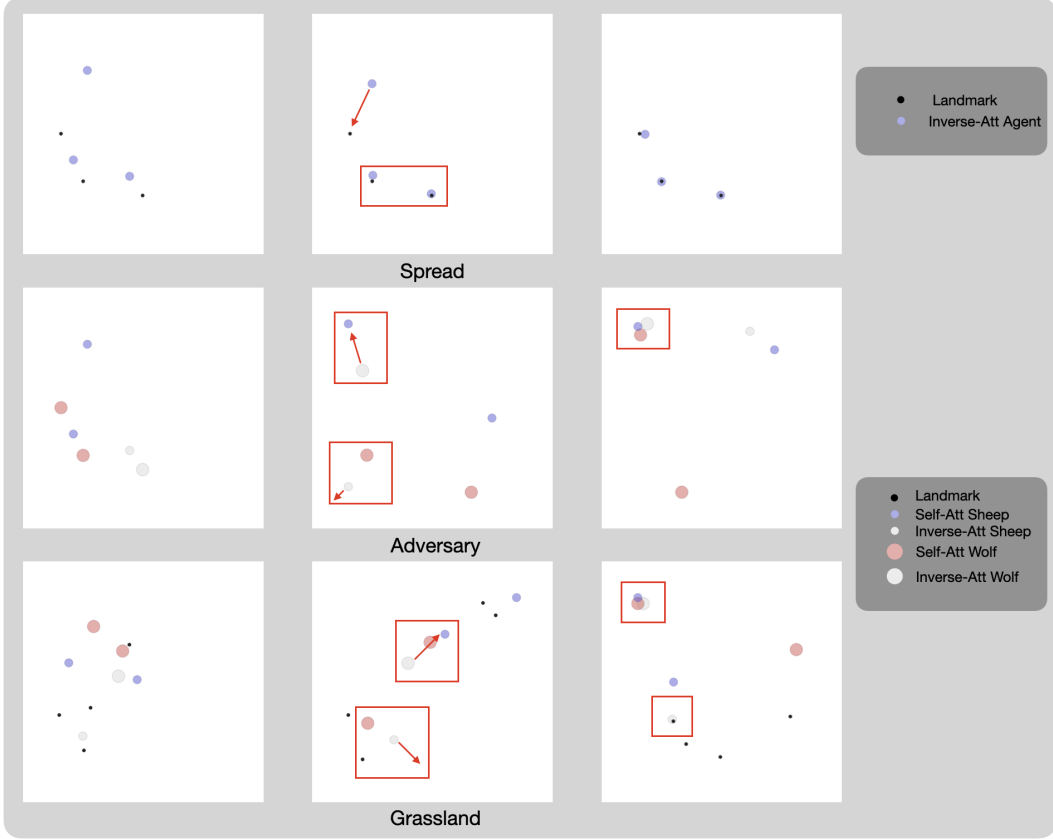 Landmark
Inverse-Att Agent
Spread
Landmark
Self-Att Sheep
Inverse-Att Sheep
Self-Att Wolf
Inverse-Att Wolf
Adversary
Grassland